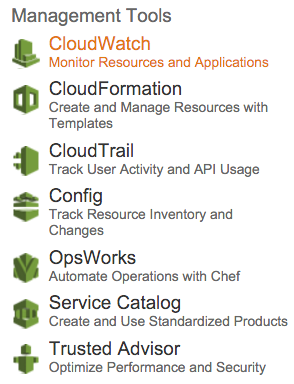 Management Tools
CloudWatch
Monitor Resources and Applications
CloudFormation
Create and Manage Resources with
Templates
CloudTrail
Track User Activity and API Usage
Config
Track Resource Inventory and
Changes
OpsWorks
Automate Operations with Chef
Service Catalog
Create and Use Standardized Products
Trusted Advisor
Optimize Performance and Security